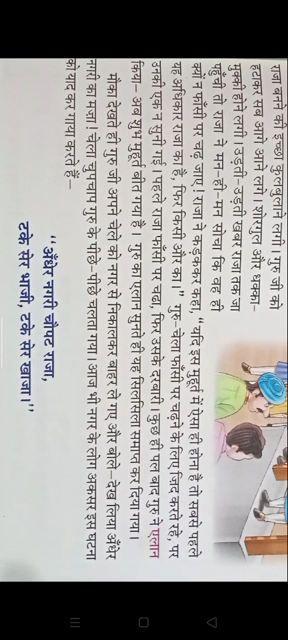 राजा बनने की इच्छा कुलबुलाने लगी। गुरु जी को
हटाकर सब आगे आने लगे। शोरगुल और धक्का-
मुक्की होने लगी। उड़ती-उड़ती खबर राजा तक जा
पहुँची तो राजा ने मन-ही-मन सोचा कि वह ही
क्यों न फाँसी पर चढ़ जाए! राजा ने कड़ककर कहा, "यदि इस मुहूर्त में ऐसा ही होना है तो सबसे पहले
यह अधिकार राजा का है, फिर किसी और का।" गुरु-चेला फाँसी पर चढ़ने के लिए जिद करते रहे, पर
उनकी एक न सुनी गई। पहले राजा फाँसी पर चढ़ा, फिर उसके दरबारी। कुछ ही पल बाद गुरु ने एलान
किया- अब शुभ मुहूर्त बीत गया है। गुरु का एलान सुनते ही यह सिलसिला समाप्त कर दिया गया।
मौका देखते ही गुरु जी अपने चेले को नगर से निकालकर बाहर ले गए और बोले-देख लिया अँधेर
नगरी का मजा! चेला चुपचाप गुरु के पीछे-पीछे चलता गया। आज भी नगर के लोग अकसर इस घटना
को याद कर गाया करते हैं-
"अँधेर नगरी चौपट राजा,
टके सेर भाजी, टके सेर खाजा।"